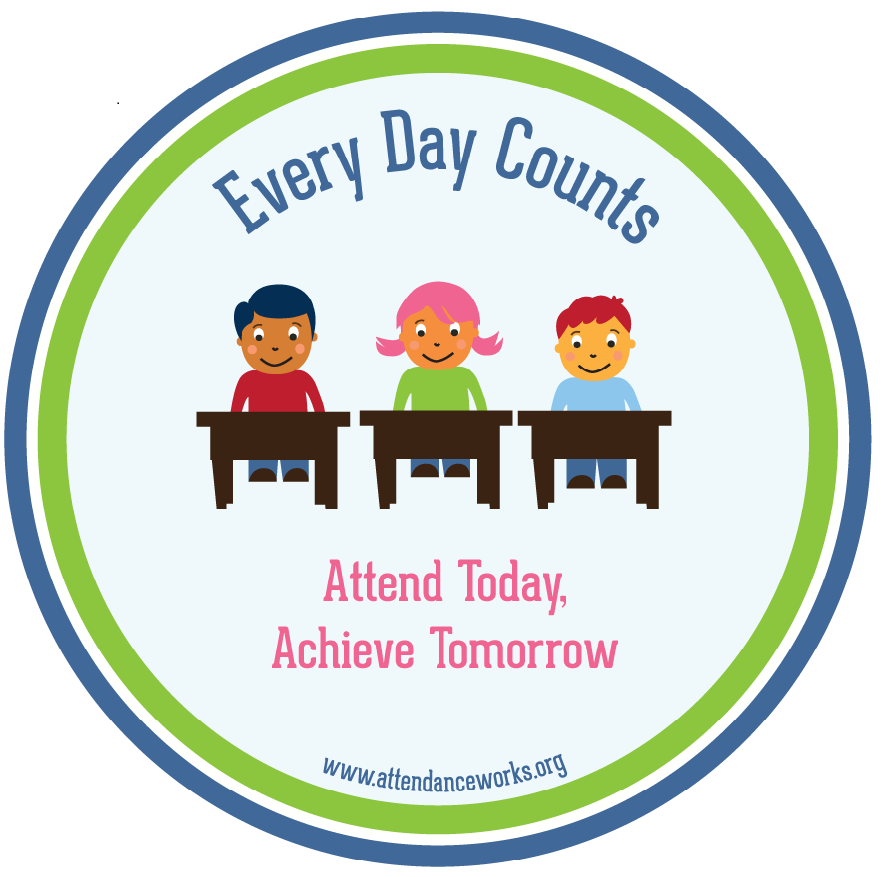 Every Day Counts
Attend Today,
Achieve Tomorrow
www.attendanceworks.org